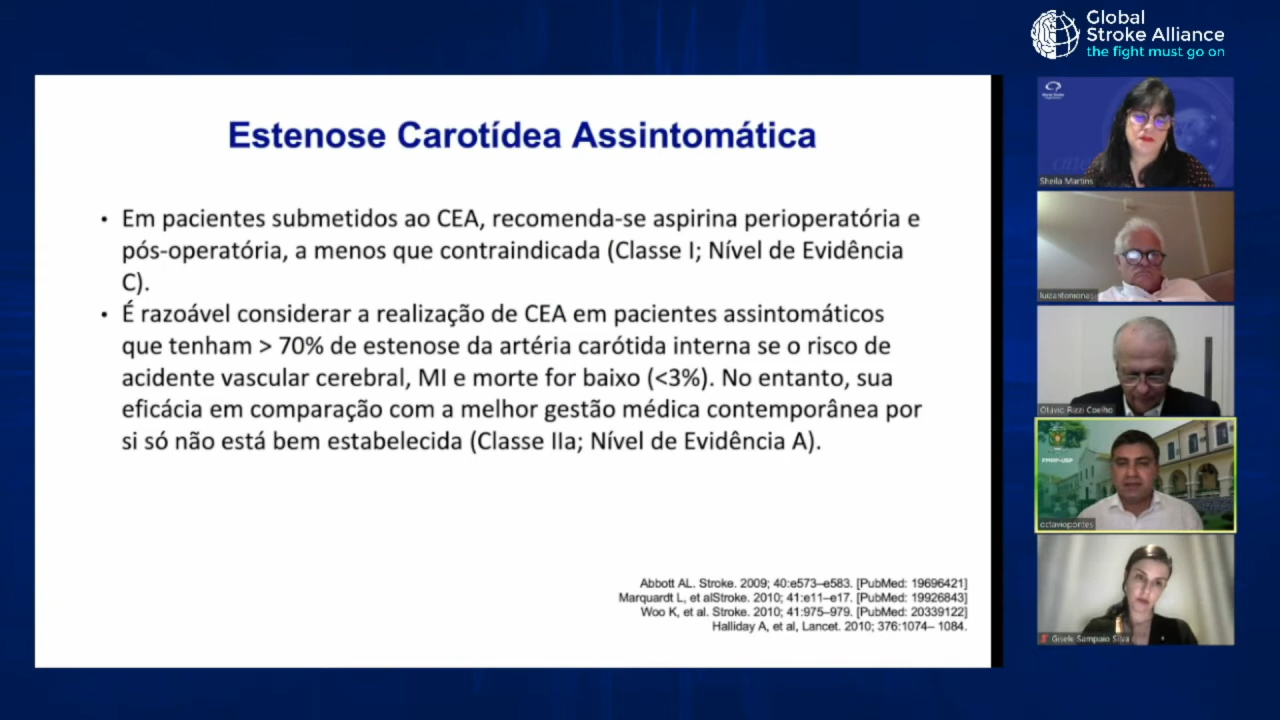 Global
Stroke Alliance
the fight must go on
Estenose Carotídea Assintomática
• Em pacientes submetidos ao CEA, recomenda-se aspirina perioperatória e
pós-operatória, a menos que contraindicada (Classe I; Nível de Evidência
C).
• É razoável considerar a realização de CEA em pacientes assintomáticos
que tenham > 70% de estenose da artéria carótida interna se o risco de
acidente vascular cerebral, MI e morte for baixo (<3%). No entanto, sua
eficácia em comparação com a melhor gestão médica contemporânea por
si só não está bem estabelecida (Classe IIa; Nível de Evidência A).
Abbott AL. Stroke. 2009; 40:e573–e583. [PubMed: 19696421]
Marquardt L, et alStroke. 2010; 41:e11–e17. [PubMed: 19926843]
Woo K, et al. Stroke. 2010; 41:975–979. [PubMed: 20339122]
Halliday A, et al, Lancet. 2010; 376:1074– 1084.
Sheila Martins
Otavio Rizzi Coelho
FMRP-USP
octaviopontes
Gisele Sampaio Silva